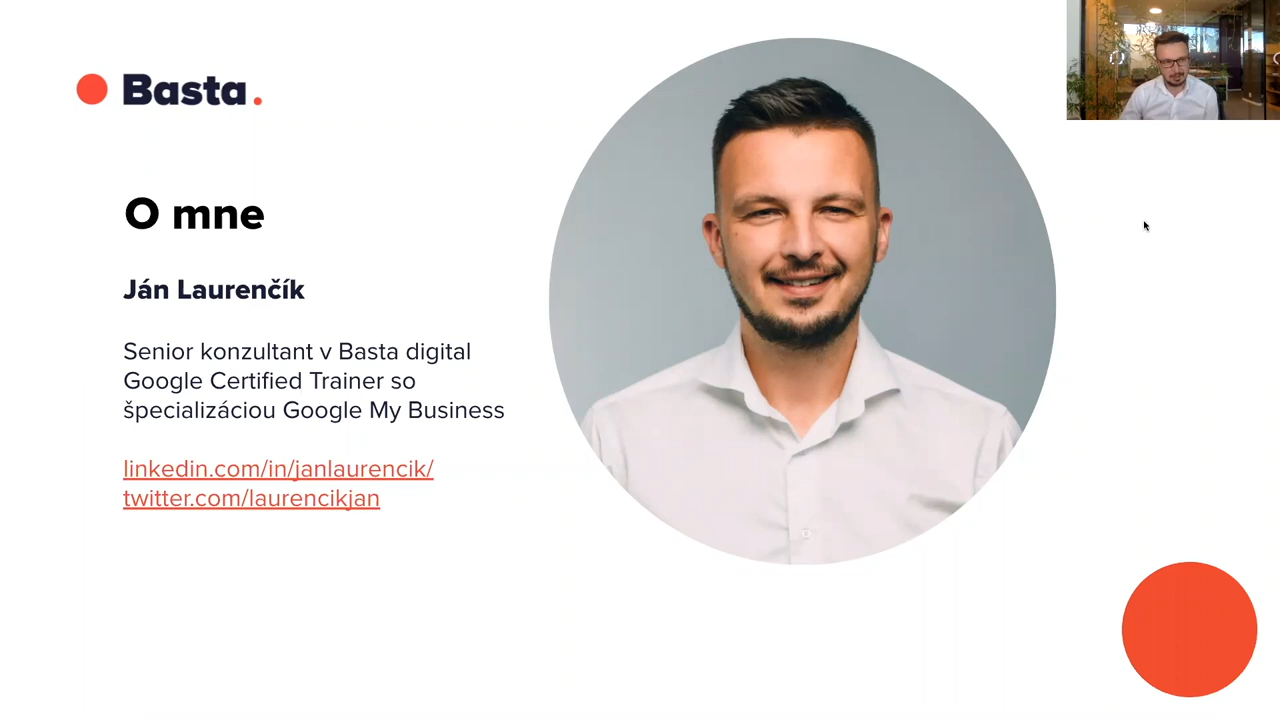 Basta.
O mne
Ján Laurenčík
Senior konzultant v Basta digital
Google Certified Trainer so
špecializáciou Google My Business
linkedin.com/in/janlaurencik/
twitter.com/laurencikjan